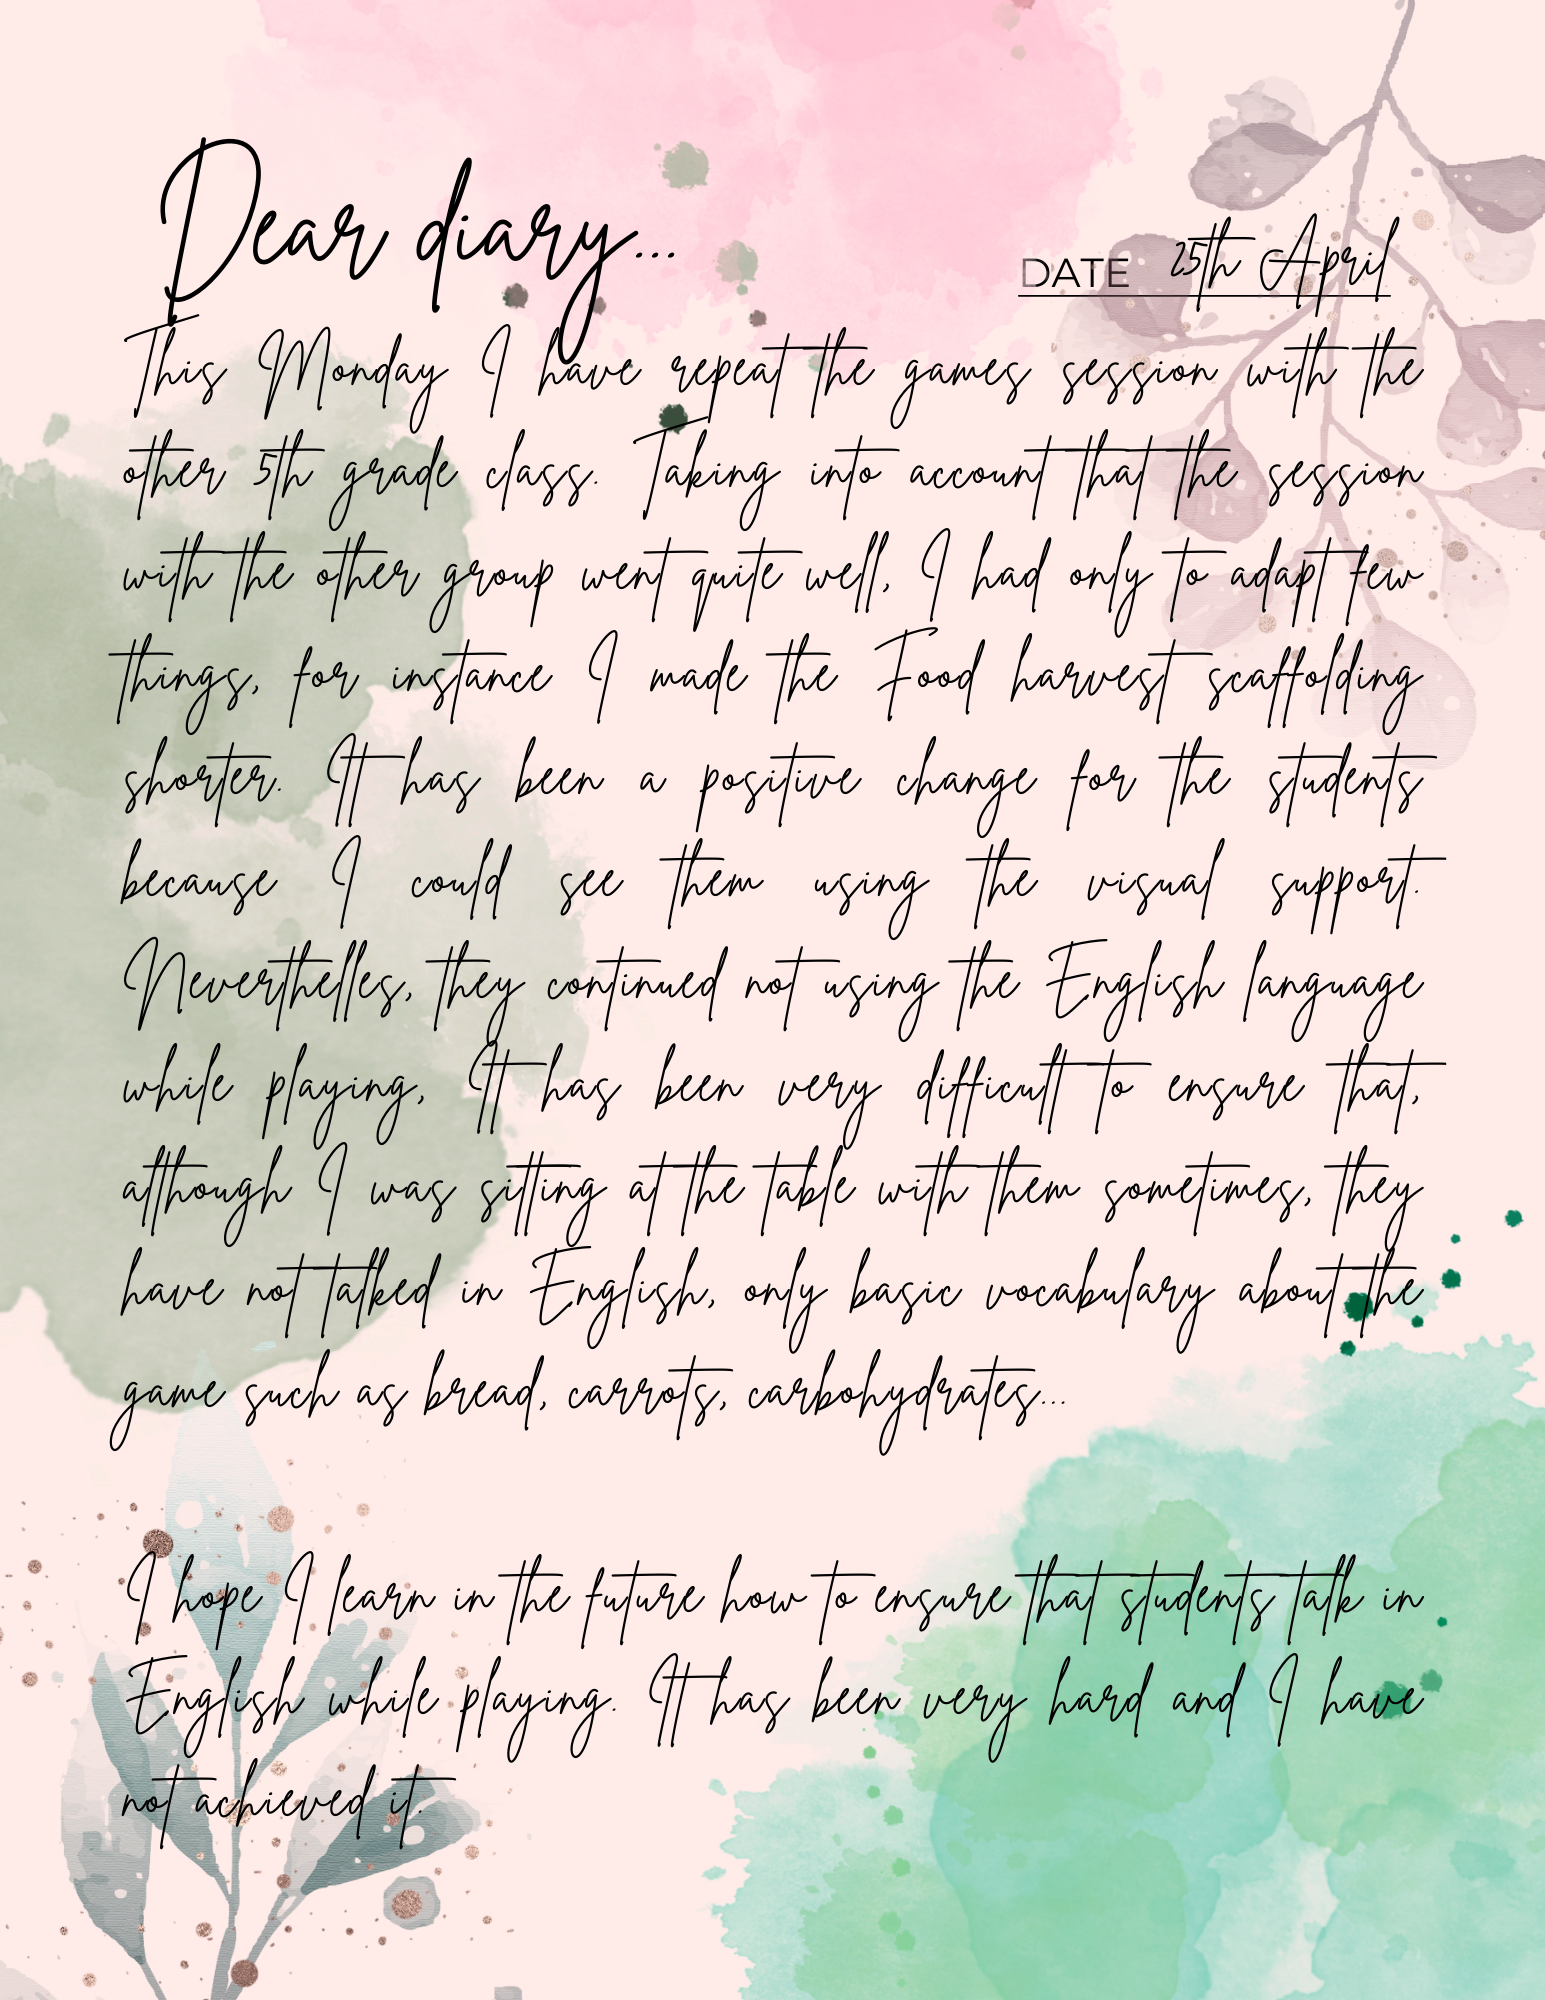 Dear diary...
DATE 25th April
This Monday I have repeat the games session with the
other 5th grade class. Taking into account that the session
with the other group went quite well, I had only to adapt few
things, for instance I made the Food harvest scaffolding
shorter. It has been a positive change for the students
because I could see them using the visual support.
Neverthelles, they continued not using the English language
while playing, It has been very difficult to ensure that,
although I was sitting at the table with them sometimes, they
have not talked in English, only basic vocabulary about the
game such as bread, carrots, carbohydrates...
I hope I learn in the future how to ensure that students talk in
English while playing. It has been very hard and I have
not achieved it.